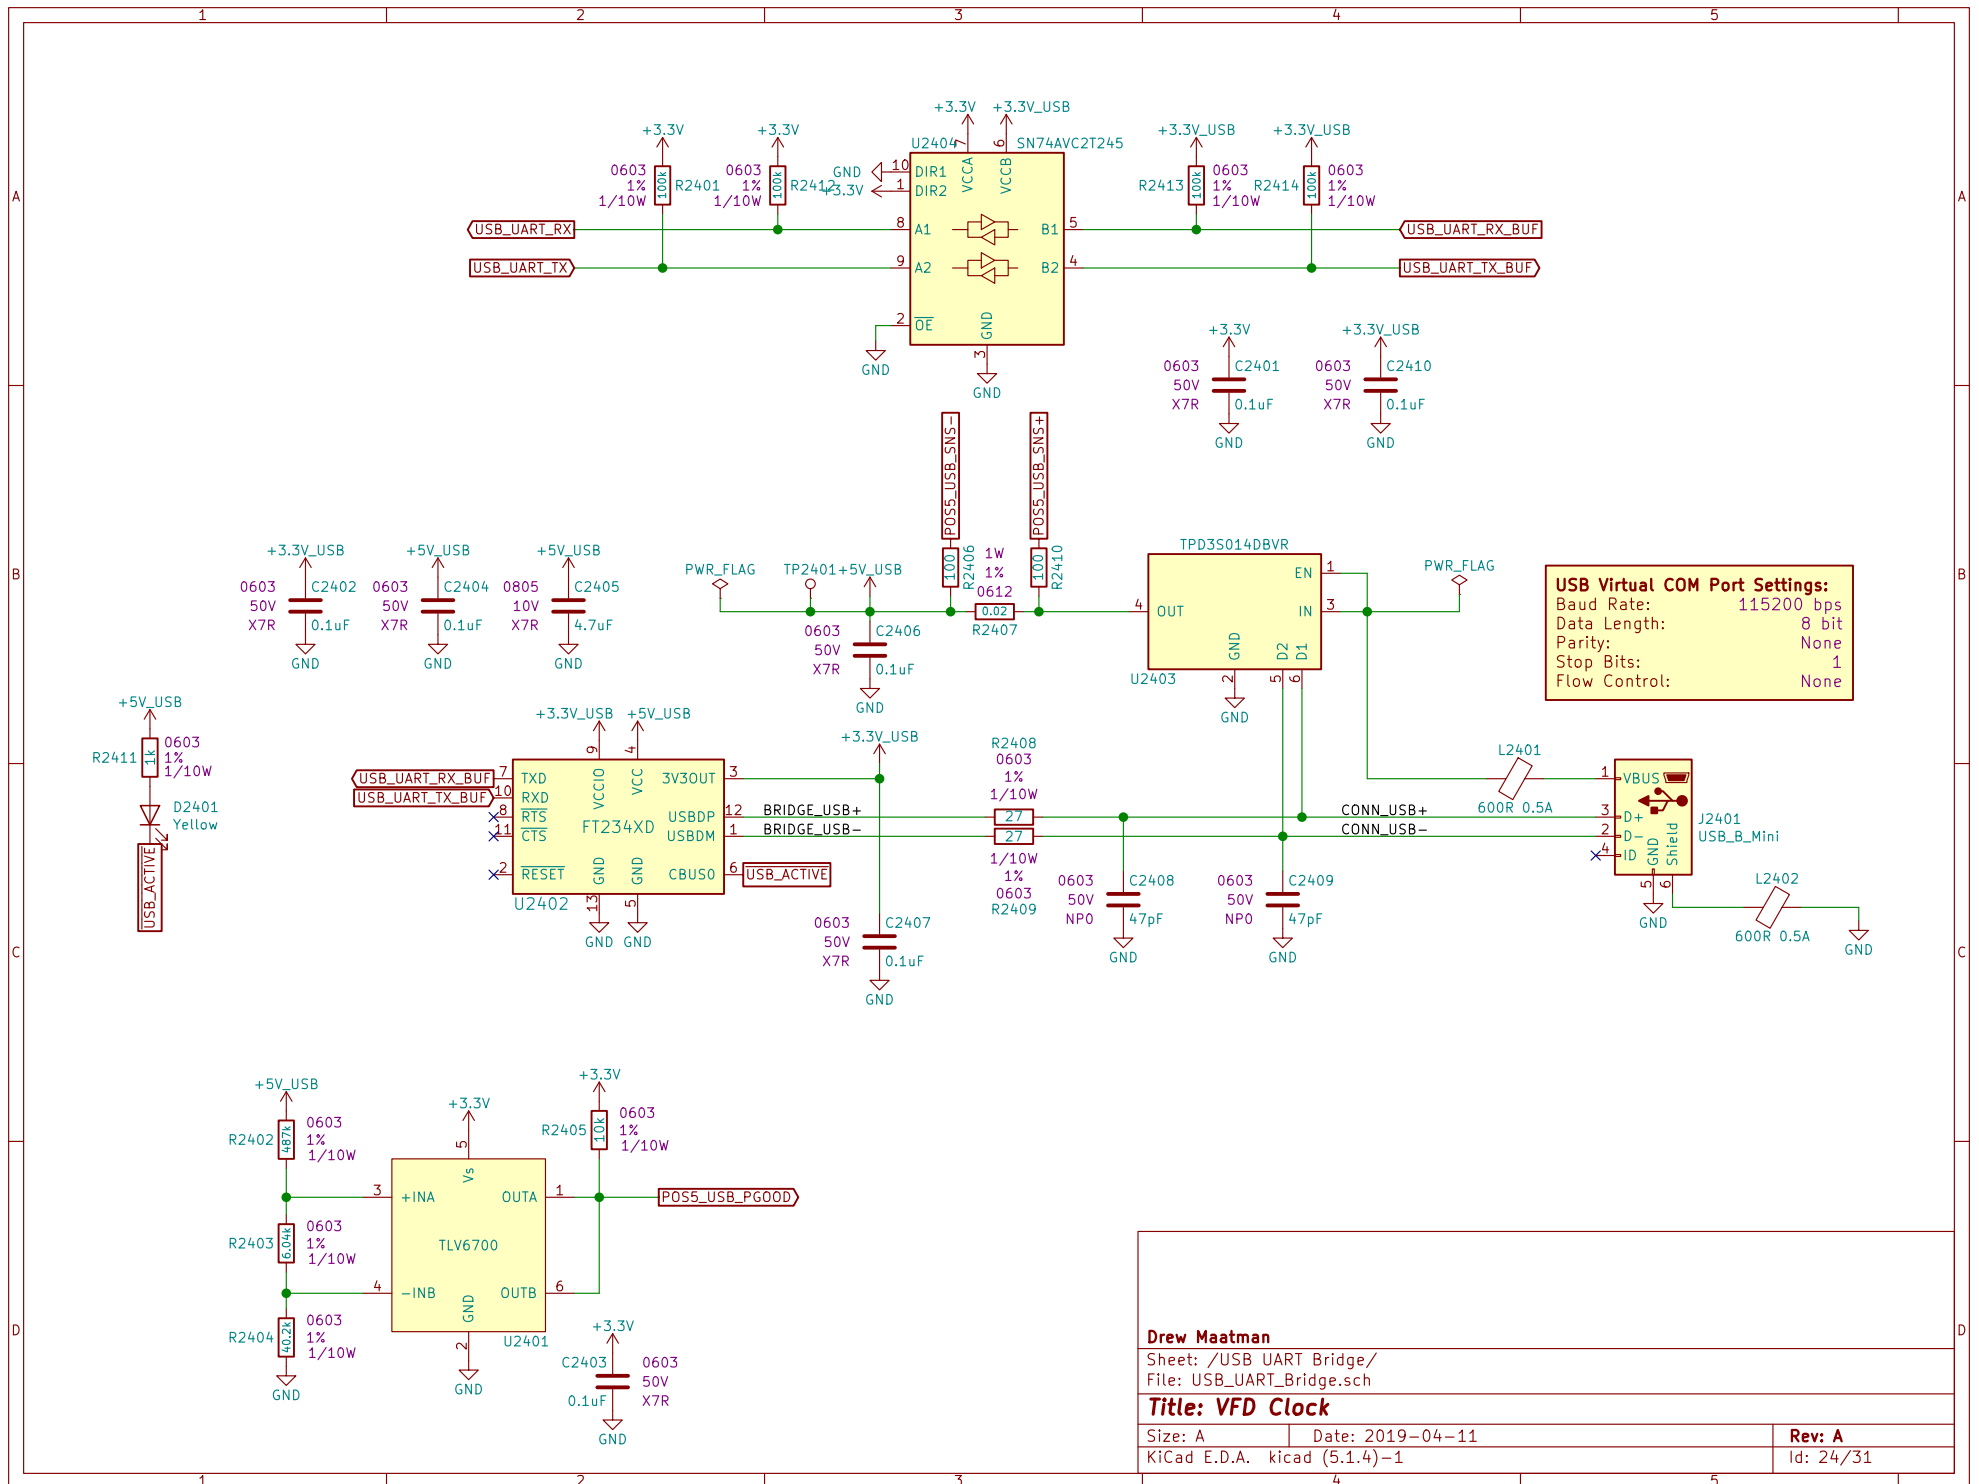 1 2 3 4 5
A
A
B
B
C
C
D
D
+3.3V +3.3V_USB
U2404 SN74AVC2T245
7 6
VCCA VCCB
GND 10 DIR1
+3.3V 1 DIR2
8 A1 B1 5
9 A2 B2 4
2 OE
GND
3
GND
GND
+3.3V
0603
1%
1/10W
100k
R2401
+3.3V
0603
1%
1/10W
100k
R2412
USB_UART_RX
USB_UART_TX
+3.3V_USB
R2413
100k
0603
1%
1/10W
+3.3V_USB
R2414
100k
0603
1%
1/10W
USB_UART_RX_BUF
USB_UART_TX_BUF
+3.3V
0603 C2401
50V
X7R 0.1uF
GND
+3.3V_USB
0603 C2410
50V
X7R 0.1uF
GND
POS5_USB_SNS-
POS5_USB_SNS+
100
R2406
1W
1%
0612
0.02
R2407
100
R2410
PWR_FLAG
TP2401
+5V_USB
0603 C2406
50V
X7R 0.1uF
GND
TPD3S014DBVR
EN 1
4 OUT IN 3
GND D2 D1
2 5 6
U2403
GND
PWR_FLAG
USB Virtual COM Port Settings:
Baud Rate: 115200 bps
Data Length: 8 bit
Parity: None
Stop Bits: 1
Flow Control: None
+3.3V_USB
0603 C2402
50V
X7R 0.1uF
GND
+5V_USB
0603 C2404
50V
X7R 0.1uF
GND
+5V_USB
0805 C2405
10V
X7R 4.7uF
GND
+5V_USB
R2411
1k
0603
1%
1/10W
D2401
Yellow
USB_ACTIVE
+3.3V_USB +5V_USB
9 4
VCCIO VCC
USB_UART_RX_BUF 7 TXD 3V3OUT 3
USB_UART_TX_BUF 10 RXD
8 RTS USBDP 12 BRIDGE_USB+
11 CTS FT234XD USBDM 1 BRIDGE_USB-
2 RESET GND GND CBUS0 6 USB_ACTIVE
U2402 13 5
GND GND
+3.3V_USB
0603 C2407
50V
X7R 0.1uF
GND
R2408
0603
1%
1/10W
27
27
1/10W
1%
0603
R2409
CONN_USB+
CONN_USB-
0603 C2408
50V
NP0 47pF
GND
0603 C2409
50V
NP0 47pF
GND
L2401
600R 0.5A
1 VBUS
3 D+
2 D-
4 ID
GND Shield
5 6
J2401
USB_B_Mini
GND
L2402
600R 0.5A
GND
+5V_USB
R2402
487k
0603
1%
1/10W
R2403
6.04k
0603
1%
1/10W
R2404
40.2k
0603
1%
1/10W
GND
+3.3V
5
Vs
3 +INA OUTA 1
TLV6700
4 -INB OUTB 6
GND
2
U2401
GND
+3.3V
R2405
10k
0603
1%
1/10W
POS5_USB_PGOOD
+3.3V
C2403 0603
50V
0.1uF X7R
GND
Drew Maatman
Sheet: /USB UART Bridge/
File: USB_UART_Bridge.sch
Title: VFD Clock
Size: A Date: 2019-04-11 Rev: A
KiCad E.D.A. kicad (5.1.4)-1 Id: 24/31
1 2 3 4 5